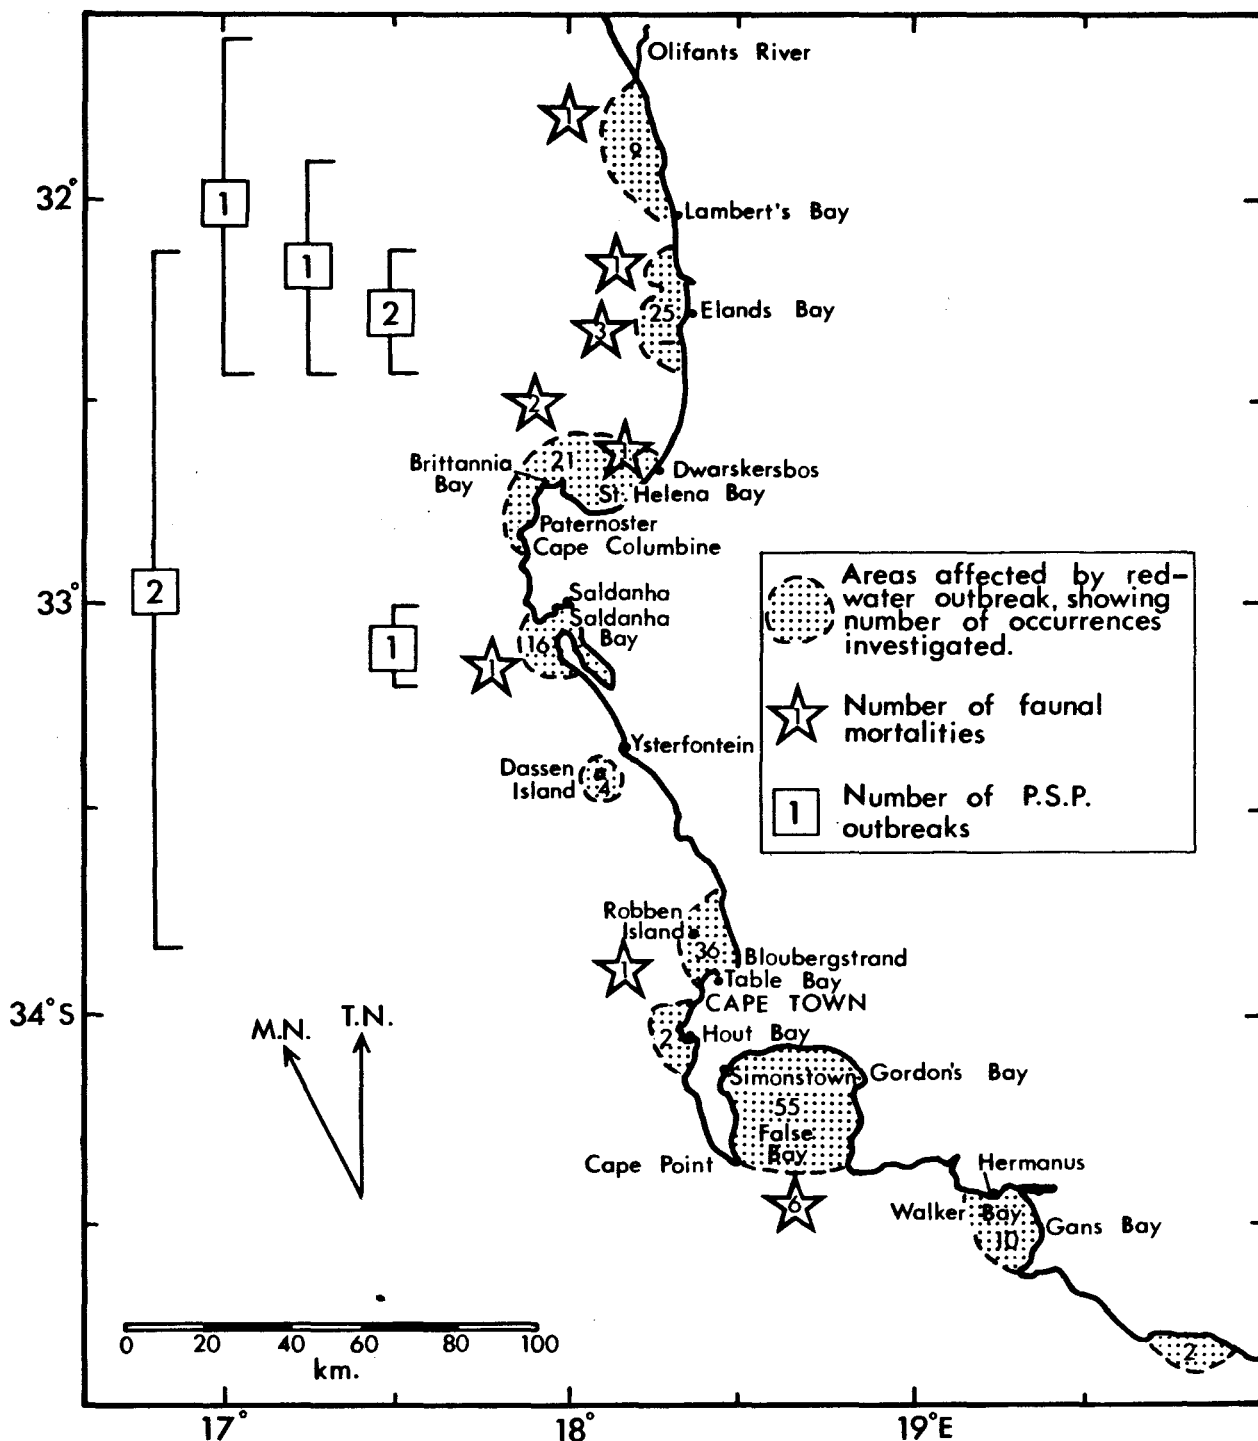 Olifants River
1
9
32°
1
Lambert's Bay
1
1
2
25
Elands Bay
3
2
1
21
Brittannia
Bay
Dwarskersbos
St. Helena Bay
Paternoster
Cape Columbine
Areas affected by red-
water outbreak, showing
number of occurrences
investigated.
33°
2
Saldanha
Saldanha
Bay
1
16
1
1
Number of faunal
mortalities
Ysterfontein
Dassen
Island
4
1
Number of P.S.P.
outbreaks
Robben
Island
36
Bloubergstrand
1
Table Bay
CAPE TOWN
34°S
M.N.
T.N.
2
Hout Bay
Simonstown
Gordon's Bay
55
False
Bay
Cape Point
Hermanus
6
Walker Bay
Gans Bay
10
2
0 20 40 60 80 100
km.
17° 18° 19°E